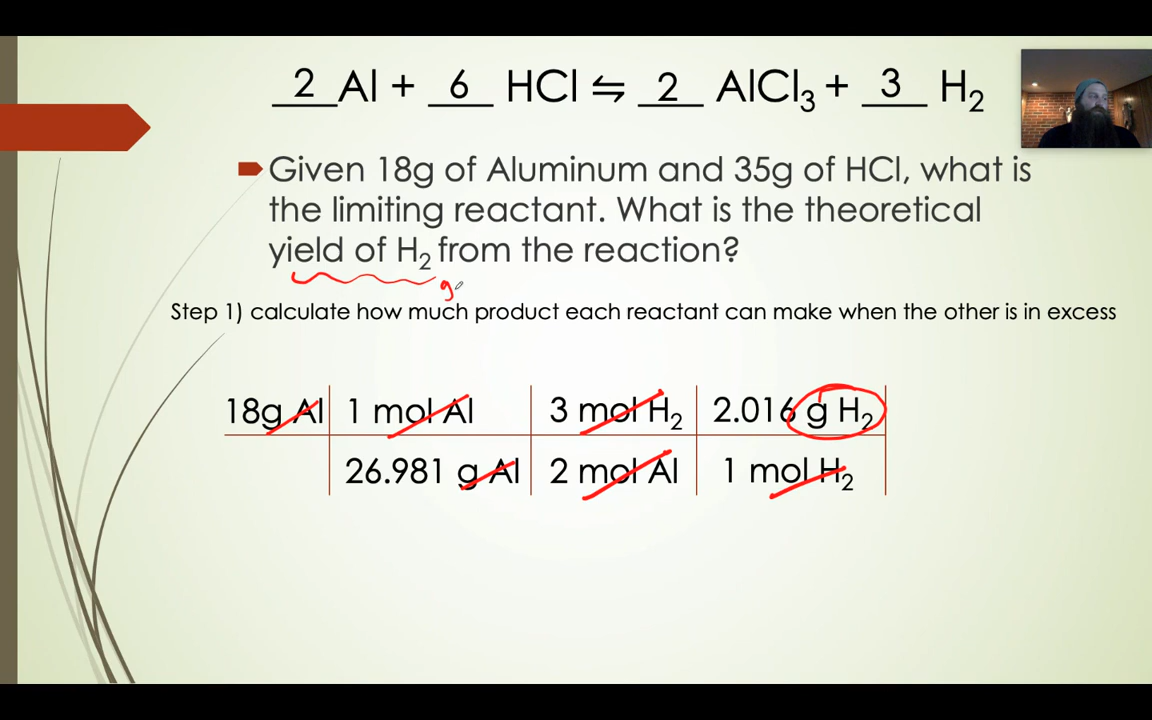 2 Al + 6 HCl ⇋ 2 AlCl₃ + 3 H₂
Given 18g of Aluminum and 35g of HCl, what is
the limiting reactant. What is the theoretical
yield of H₂ from the reaction?
g
Step 1) calculate how much product each reactant can make when the other is in excess
18g Al 1 mol Al 3 mol H₂ 2.016 g H₂
26.981 g Al 2 mol Al 1 mol H₂